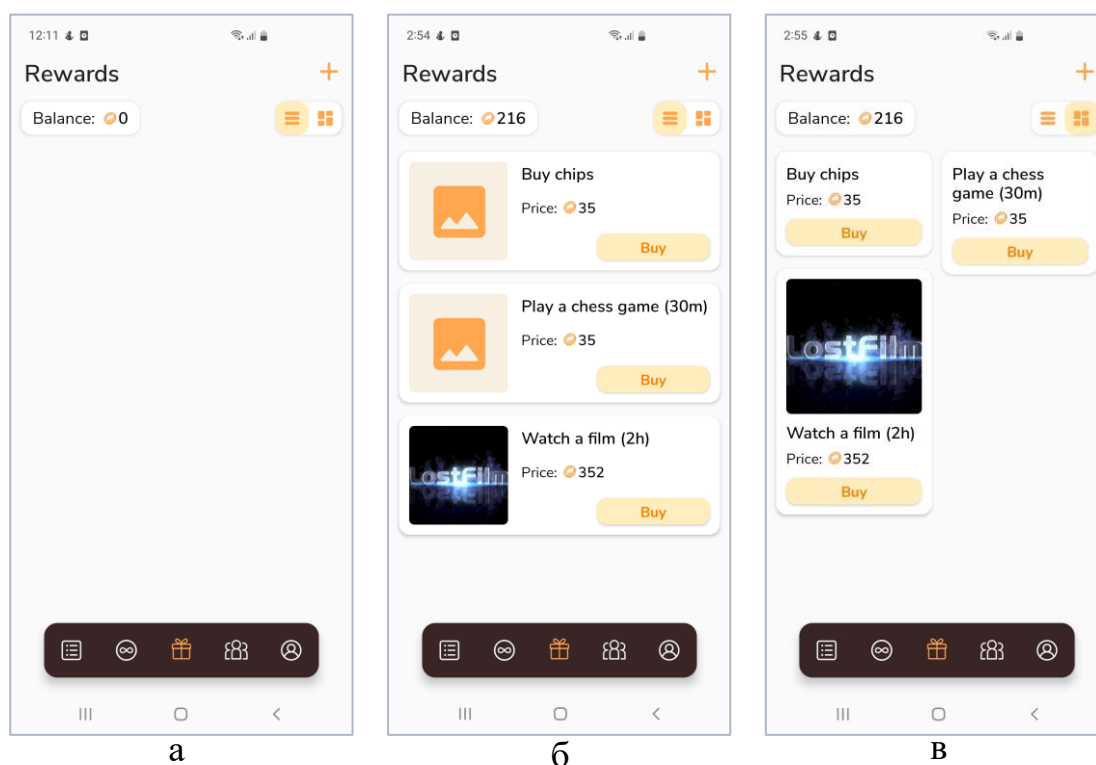 12:11
Rewards
Balance: 0
2:54
Rewards
Balance: 216
Buy chips
Price: 35
Buy
Play a chess game (30m)
Price: 35
Buy
LostFilm
Watch a film (2h)
Price: 352
Buy
2:55
Rewards
Balance: 216
Buy chips
Price: 35
Buy
Play a chess
game (30m)
Price: 35
Buy
LostFilm
Watch a film (2h)
Price: 352
Buy
а
б
в